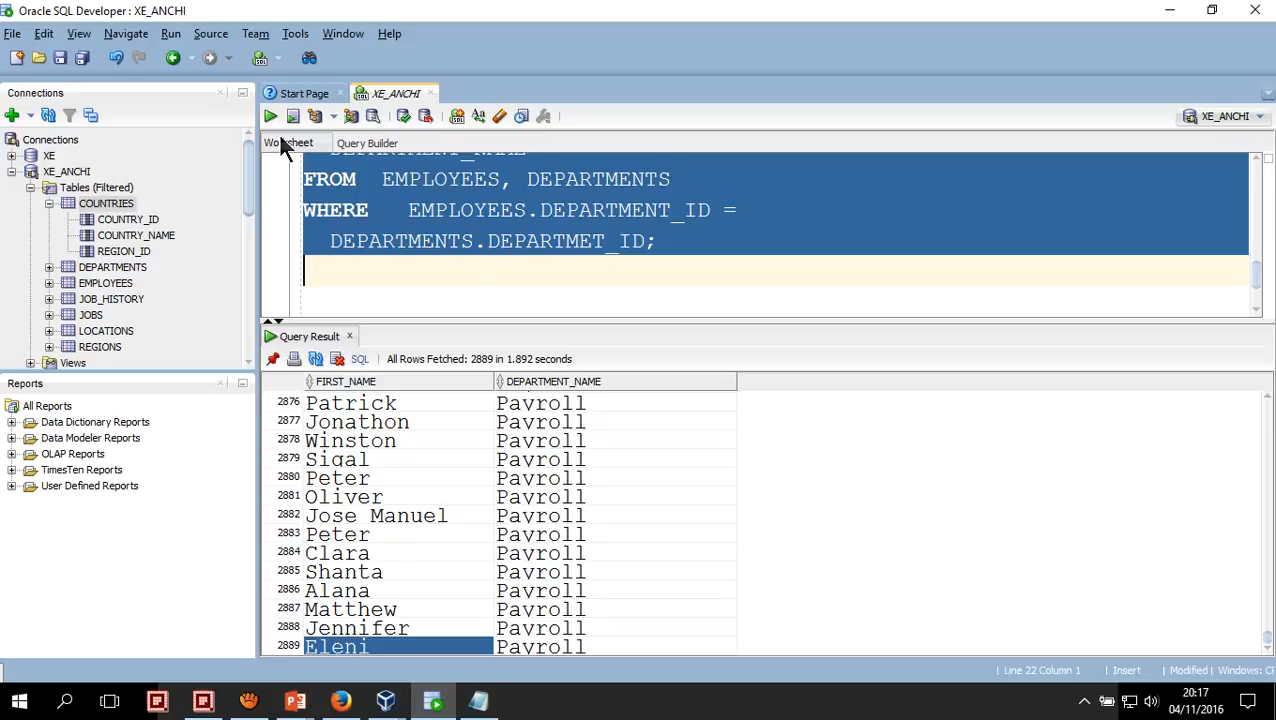 Oracle SQL Developer : XE_ANCHI
File Edit View Navigate Run Source Team Tools Window Help
Connections
Start Page
XE_ANCHI
XE_ANCHI
Worksheet
Query Builder
Connections
XE
XE_ANCHI
Tables (Filtered)
COUNTRIES
COUNTRY_ID
COUNTRY_NAME
REGION_ID
DEPARTMENTS
EMPLOYEES
JOB_HISTORY
JOBS
LOCATIONS
REGIONS
Views
DEPARTMENT_NAME
FROM EMPLOYEES, DEPARTMENTS
WHERE EMPLOYEES.DEPARTMENT_ID =
DEPARTMENTS.DEPARTMET_ID;
Reports
All Reports
Data Dictionary Reports
Data Modeler Reports
OLAP Reports
TimesTen Reports
User Defined Reports
Query Result
SQL All Rows Fetched: 2889 in 1.892 seconds
FIRST_NAME DEPARTMENT_NAME
2876 Patrick Payroll
2877 Jonathon Payroll
2878 Winston Payroll
2879 Sigal Payroll
2880 Peter Payroll
2881 Oliver Payroll
2882 Jose Manuel Payroll
2883 Peter Payroll
2884 Clara Payroll
2885 Shanta Payroll
2886 Alana Payroll
2887 Matthew Payroll
2888 Jennifer Payroll
2889 Eleni Payroll
Line 22 Column 1 Insert Modified Windows: CF
20:17
04/11/2016